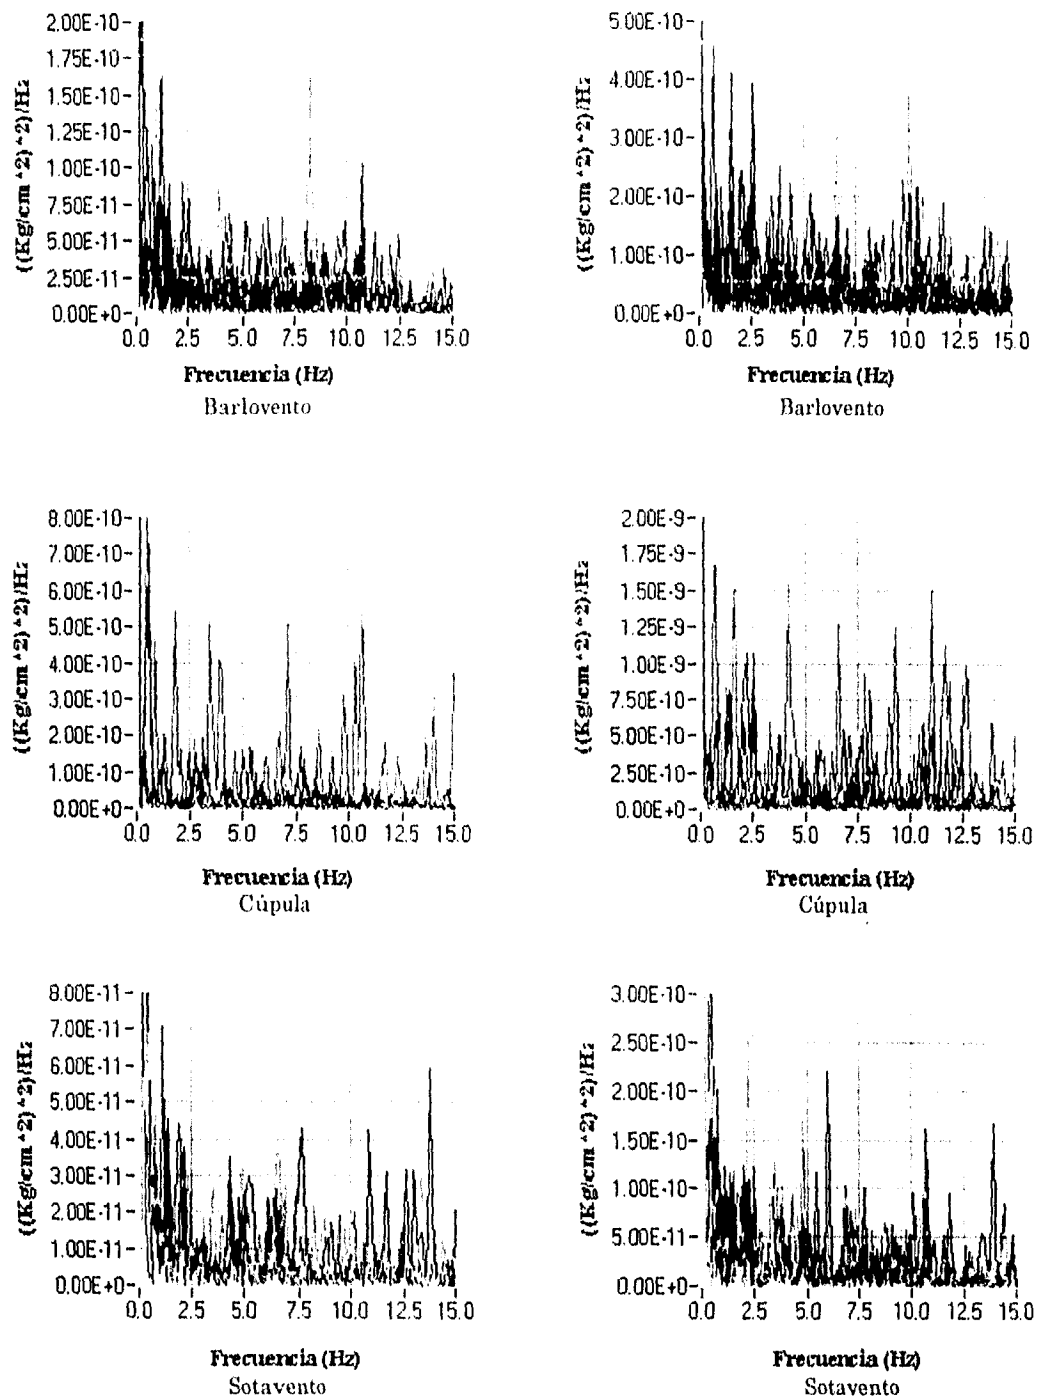 2.00E-10
1.75E-10
1.50E-10
1.25E-10
1.00E-10
7.50E-11
5.00E-11
2.50E-11
0.00E+0
((Kg/cm^2)^2)/Hz
0.0 2.5 5.0 7.5 10.0 12.5 15.0
Frecuencia (Hz)
Barlovento
5.00E-10
4.00E-10
3.00E-10
2.00E-10
1.00E-10
0.00E+0
((Kg/cm^2)^2)/Hz
0.0 2.5 5.0 7.5 10.0 12.5 15.0
Frecuencia (Hz)
Barlovento
8.00E-10
7.00E-10
6.00E-10
5.00E-10
4.00E-10
3.00E-10
2.00E-10
1.00E-10
0.00E+0
((Kg/cm^2)^2)/Hz
0.0 2.5 5.0 7.5 10.0 12.5 15.0
Frecuencia (Hz)
Cúpula
2.00E-9
1.75E-9
1.50E-9
1.25E-9
1.00E-9
7.50E-10
5.00E-10
2.50E-10
0.00E+0
((Kg/cm^2)^2)/Hz
0.0 2.5 5.0 7.5 10.0 12.5 15.0
Frecuencia (Hz)
Cúpula
8.00E-11
7.00E-11
6.00E-11
5.00E-11
4.00E-11
3.00E-11
2.00E-11
1.00E-11
0.00E+0
((Kg/cm^2)^2)/Hz
0.0 2.5 5.0 7.5 10.0 12.5 15.0
Frecuencia (Hz)
Sotavento
3.00E-10
2.50E-10
2.00E-10
1.50E-10
1.00E-10
5.00E-11
0.00E+0
((Kg/cm^2)^2)/Hz
0.0 2.5 5.0 7.5 10.0 12.5 15.0
Frecuencia (Hz)
Sotavento